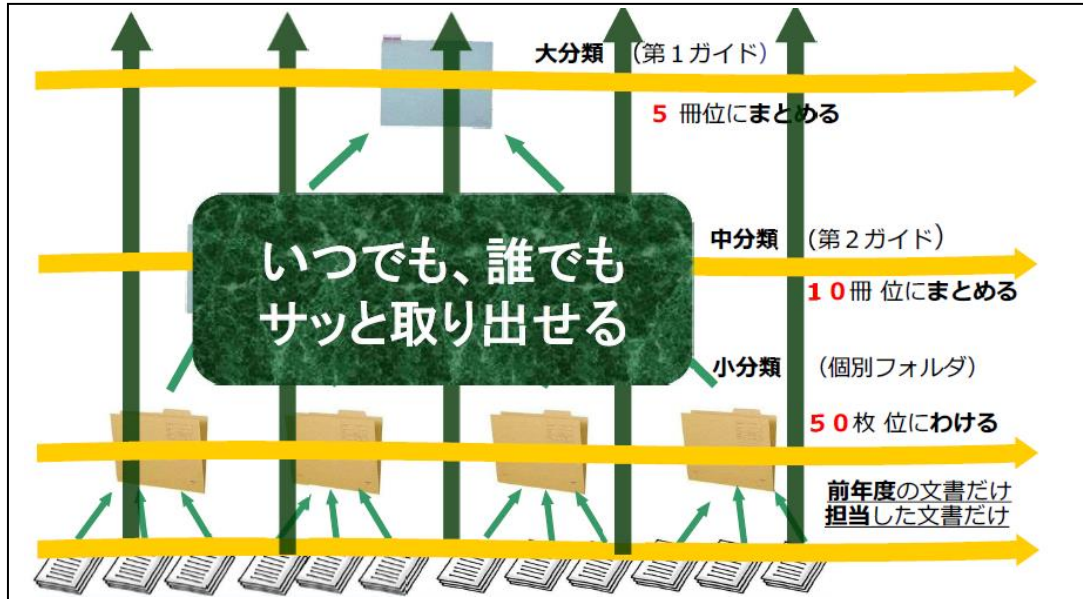 大分類 (第1ガイド)
5 冊位にまとめる
いつでも、誰でも
サッと取り出せる
中分類 (第2ガイド)
10冊 位にまとめる
小分類 (個別フォルダ)
50枚 位にわける
前年度の文書だけ
担当した文書だけ